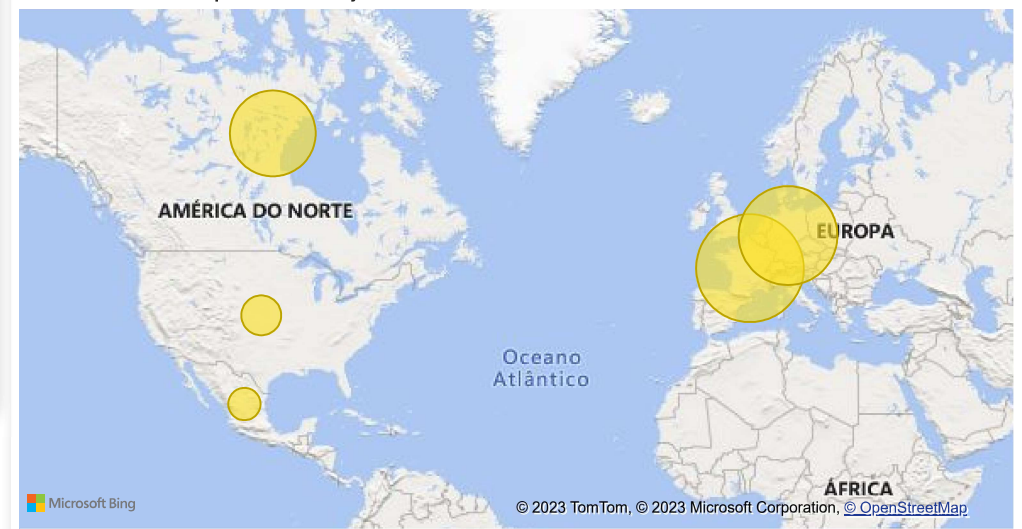 AMÉRICA DO NORTE
EUROPA
Oceano
Atlântico
ÁFRICA
Microsoft Bing
© 2023 TomTom, © 2023 Microsoft Corporation, © OpenStreetMap